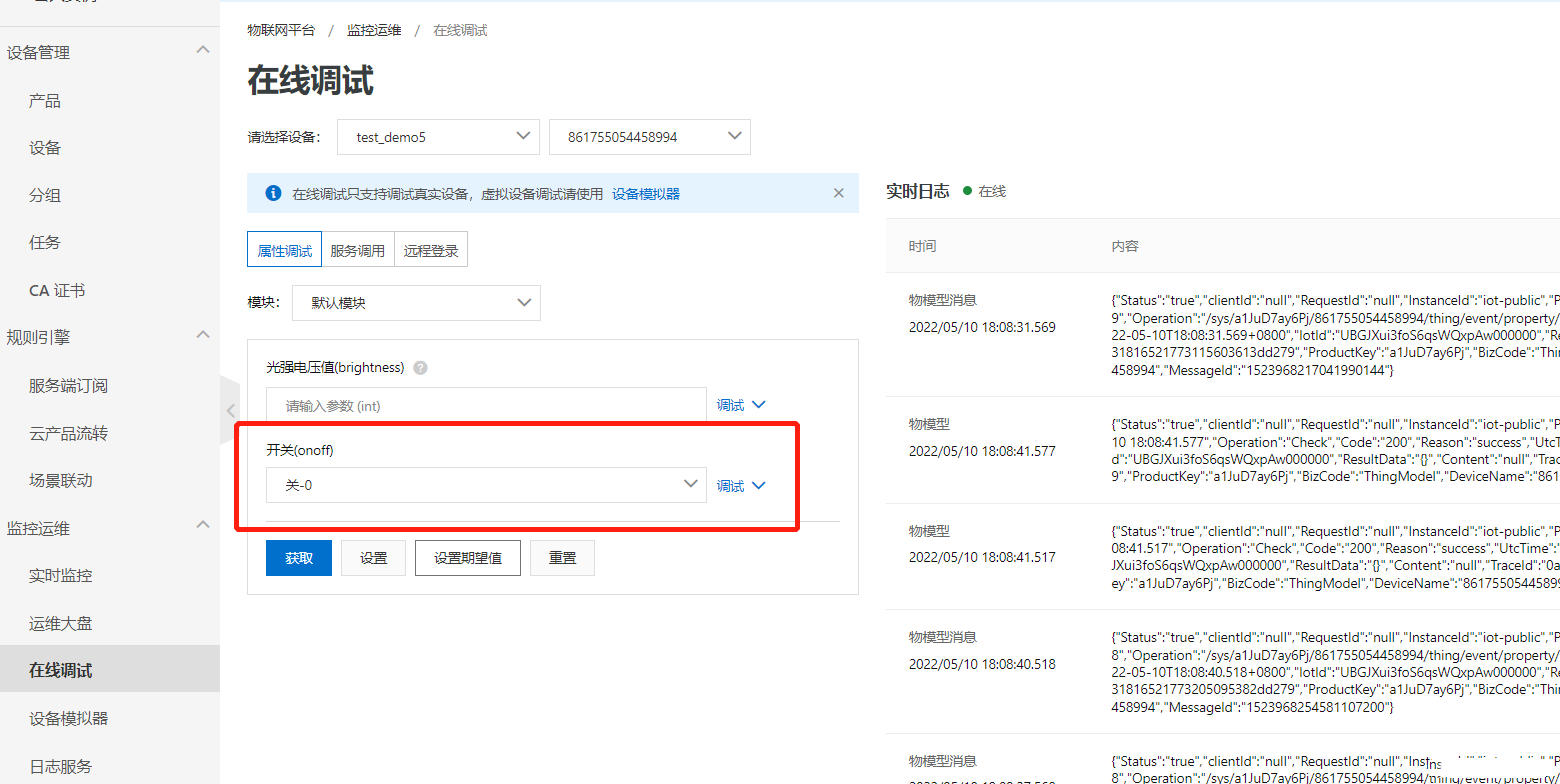 设备管理
产品
设备
分组
任务
CA 证书
规则引擎
服务端订阅
云产品流转
场景联动
监控运维
实时监控
运维大盘
在线调试
设备模拟器
日志服务
物联网平台 / 监控运维 / 在线调试
在线调试
请选择设备： test_demo5 861755054458994
在线调试只支持调试真实设备，虚拟设备调试请使用 设备模拟器 ×
属性调试 服务调用 远程登录
模块： 默认模块
光强电压值(brightness) ?
请输入参数 (int) 调试
开关(onoff)
关-0 调试
获取 设置 设置期望值 重置
实时日志 在线
时间 内容
物模型消息
2022/05/10 18:08:31.569
{"Status":"true","clientId":"null","RequestId":"null","InstanceId":"iot-public","P
9","Operation":"/sys/a1JuD7ay6Pj/861755054458994/thing/event/property/
22-05-10T18:08:31.569+0800","IotId":"UBGJXui3foS6qsWQxpAw000000","Re
31816521773115603613dd279","ProductKey":"a1JuD7ay6Pj","BizCode":"Thin
458994","MessageId":"1523968217041990144"}
物模型
2022/05/10 18:08:41.577
{"Status":"true","clientId":"null","RequestId":"null","InstanceId":"iot-public","P
10 18:08:41.577","Operation":"Check","Code":"200","Reason":"success","UtcT
d":"UBGJXui3foS6qsWQxpAw000000","ResultData":"{}","Content":"null","Trac
9","ProductKey":"a1JuD7ay6Pj","BizCode":"ThingModel","DeviceName":"861
物模型
2022/05/10 18:08:41.517
{"Status":"true","clientId":"null","RequestId":"null","InstanceId":"iot-public","P
08:41.517","Operation":"Check","Code":"200","Reason":"success","UtcTime":"
JXui3foS6qsWQxpAw000000","ResultData":"{}","Content":"null","TraceId":"0a
ey":"a1JuD7ay6Pj","BizCode":"ThingModel","DeviceName":"86175505445899
物模型消息
2022/05/10 18:08:40.518
{"Status":"true","clientId":"null","RequestId":"null","InstanceId":"iot-public","P
8","Operation":"/sys/a1JuD7ay6Pj/861755054458994/thing/event/property/
22-05-10T18:08:40.518+0800","IotId":"UBGJXui3foS6qsWQxpAw000000","Re
31816521773205095382dd279","ProductKey":"a1JuD7ay6Pj","BizCode":"Thin
458994","MessageId":"1523968254581107200"}
物模型消息
{"Status":"true","clientId":"null","RequestId":"null",